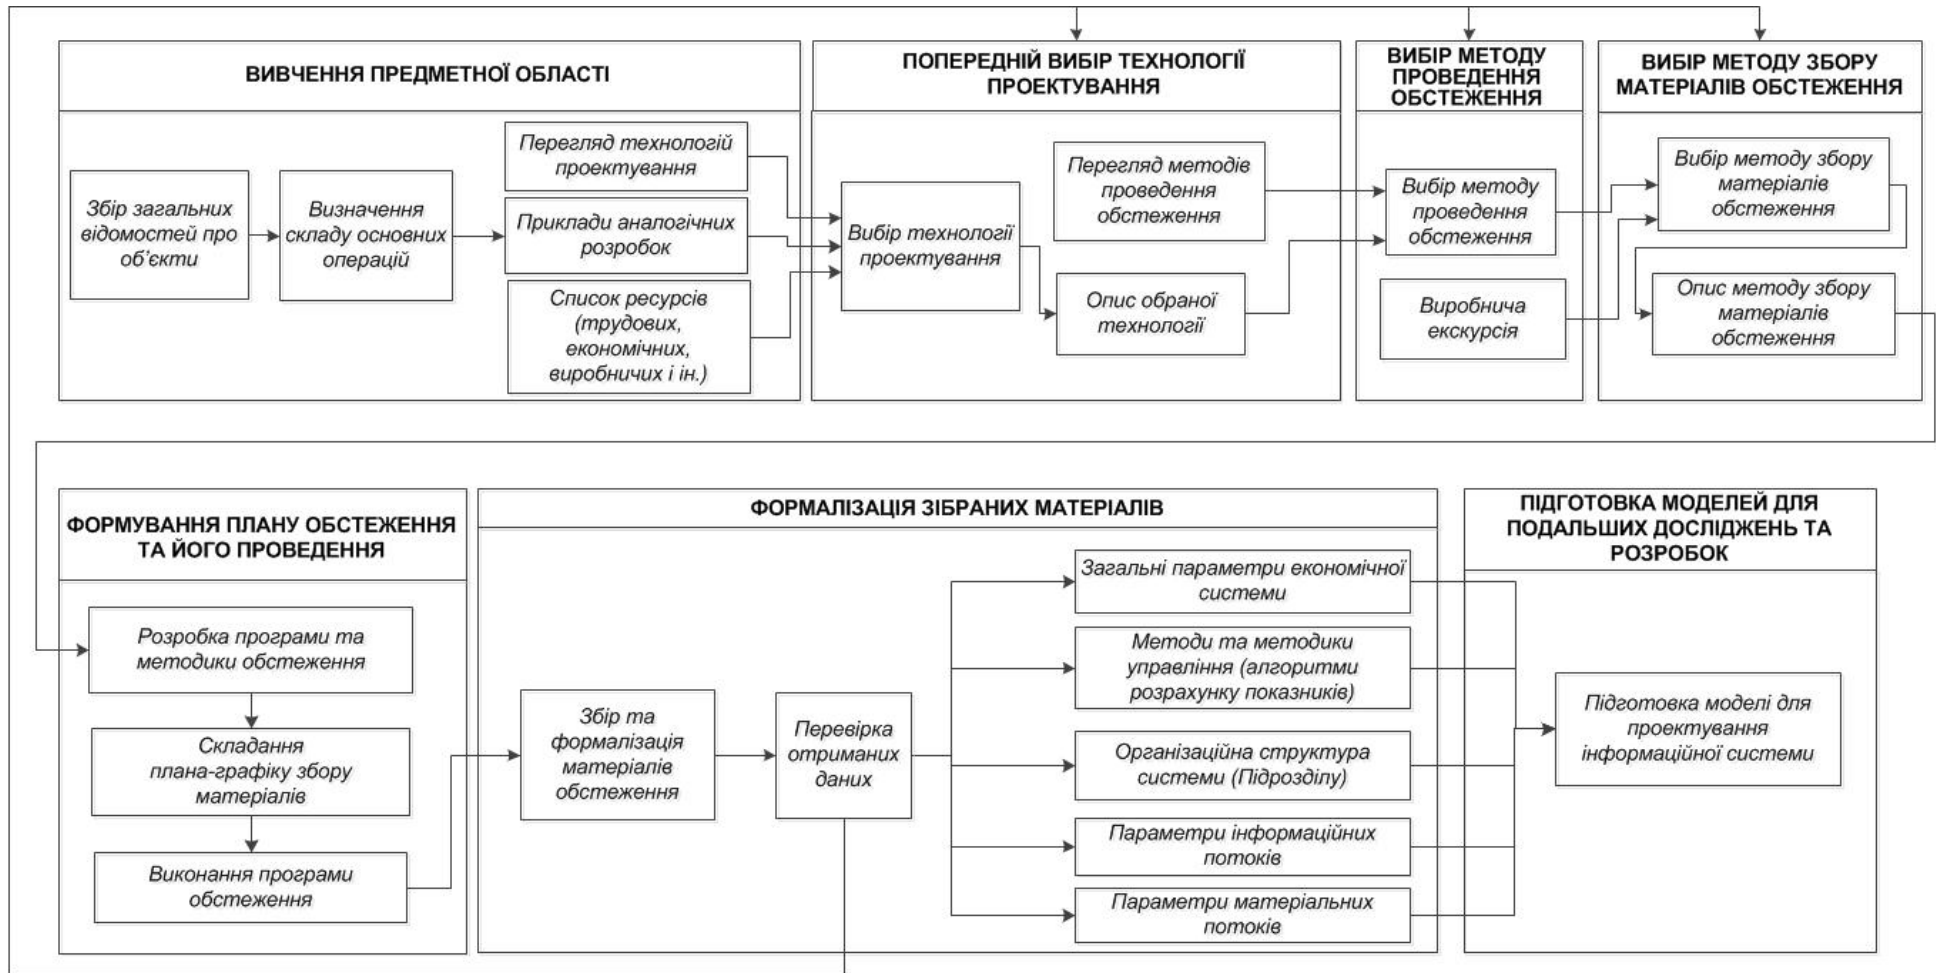 ВИВЧЕННЯ ПРЕДМЕТНОЇ ОБЛАСТІ
Збір загальних
відомостей про
об'єкти
Визначення
складу основних
операцій
Перегляд технологій
проектування
Приклади аналогічних
розробок
Список ресурсів
(трудових,
економічних,
виробничих і ін.)
ПОПЕРЕДНІЙ ВИБІР ТЕХНОЛОГІЇ
ПРОЕКТУВАННЯ
Вибір технології
проектування
Перегляд методів
проведення
обстеження
Опис обраної
технології
ВИБІР МЕТОДУ
ПРОВЕДЕННЯ
ОБСТЕЖЕННЯ
Вибір методу
проведення
обстеження
Виробнича
екскурсія
ВИБІР МЕТОДУ ЗБОРУ
МАТЕРІАЛІВ ОБСТЕЖЕННЯ
Вибір методу збору
матеріалів
обстеження
Опис методу збору
матеріалів
обстеження
ФОРМУВАННЯ ПЛАНУ ОБСТЕЖЕННЯ
ТА ЙОГО ПРОВЕДЕННЯ
Розробка програми та
методики обстеження
Складання
плана-графіку збору
матеріалів
Виконання програми
обстеження
ФОРМАЛІЗАЦІЯ ЗІБРАНИХ МАТЕРІАЛІВ
Збір та
формалізація
матеріалів
обстеження
Перевірка
отриманих
даних
Загальні параметри економічної
системи
Методи та методики
управління (алгоритми
розрахунку показників)
Організаційна структура
системи (Підрозділу)
Параметри інформаційних
потоків
Параметри матеріальних
потоків
ПІДГОТОВКА МОДЕЛЕЙ ДЛЯ
ПОДАЛЬШИХ ДОСЛІДЖЕНЬ ТА
РОЗРОБОК
Підготовка моделі для
проектування
інформаційної системи